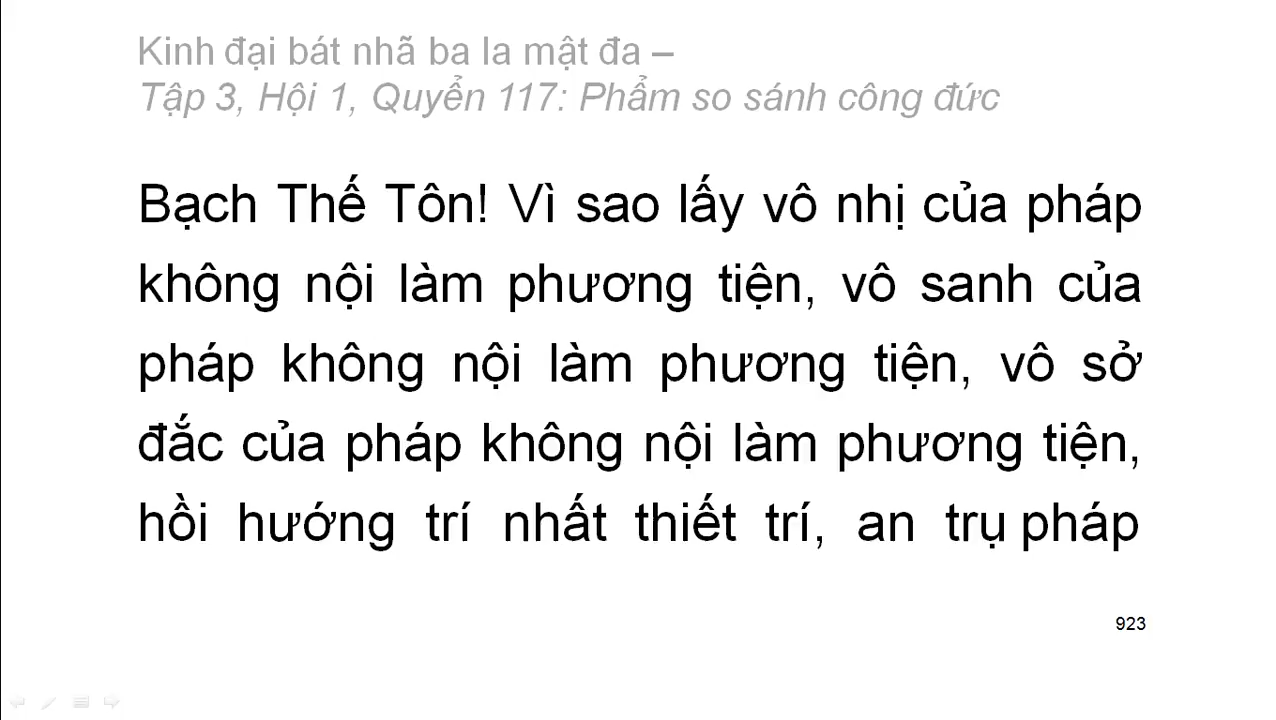 Kinh đại bát nhã ba la mật đa –
Tập 3, Hội 1, Quyển 117: Phẩm so sánh công đức
Bạch Thế Tôn! Vì sao lấy vô nhị của pháp
không nội làm phương tiện, vô sanh của
pháp không nội làm phương tiện, vô sở
đắc của pháp không nội làm phương tiện,
hồi hướng trí nhất thiết trí, an trụ pháp
923